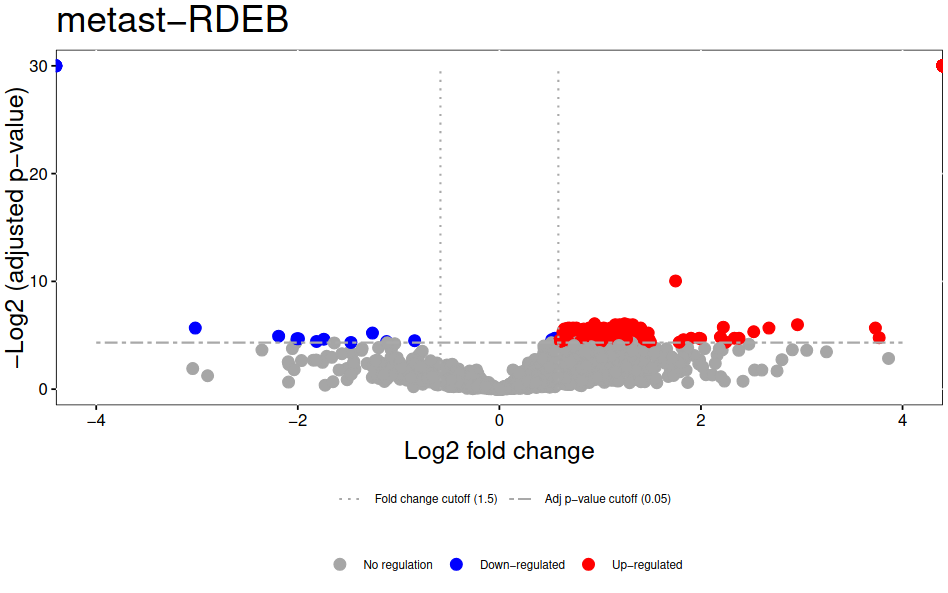 metast−RDEB
−Log2 (adjusted p−value)
30
20
10
0
−4
−2
0
2
4
Log2 fold change
Fold change cutoff (1.5)
Adj p−value cutoff (0.05)
No regulation
Down−regulated
Up−regulated